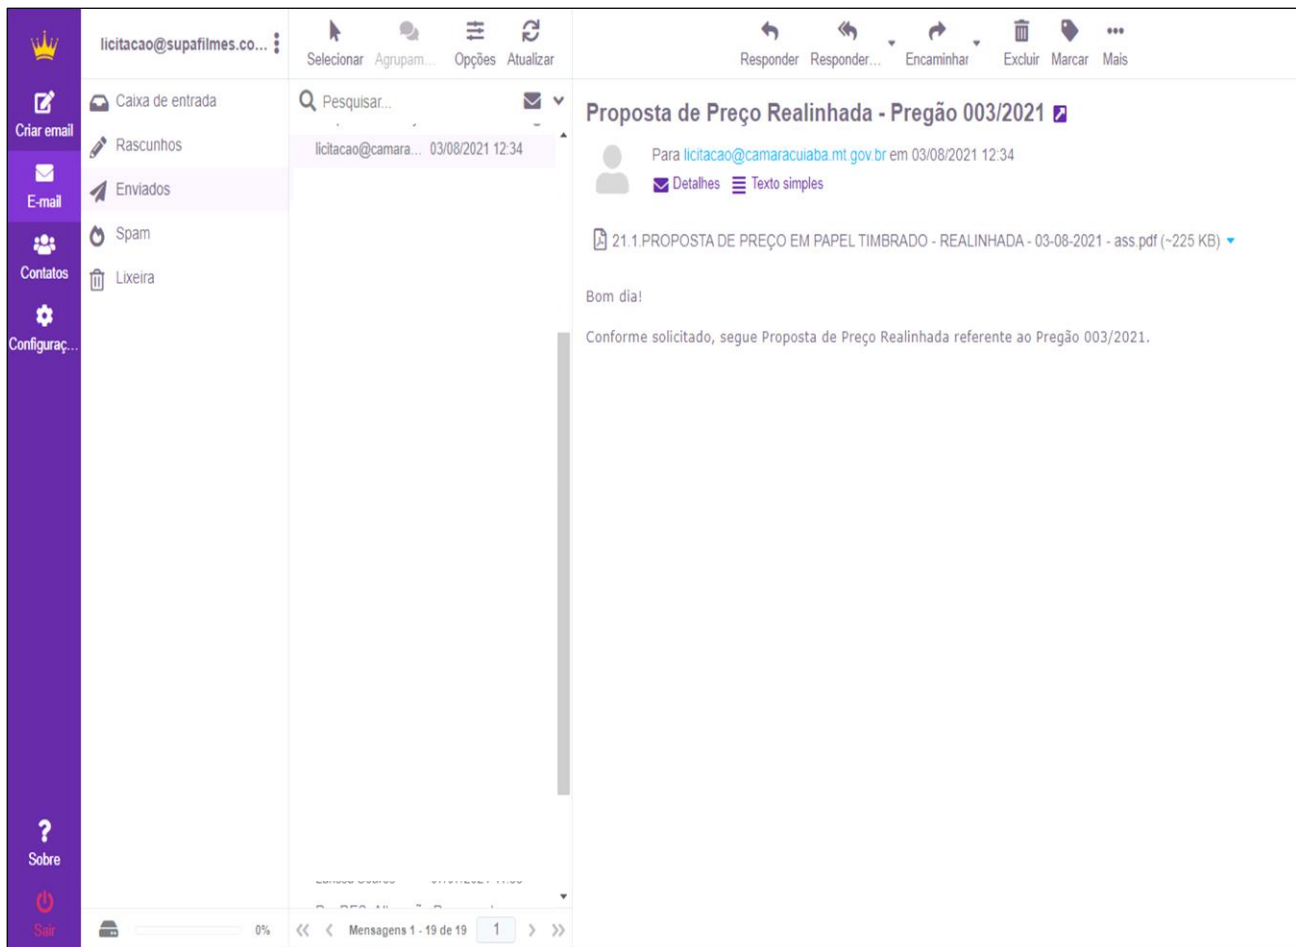 licitacao@supafilmes.co...
Selecionar Agrupam... Opções Atualizar
Responder Responder... Encaminhar Excluir Marcar Mais
Criar email
E-mail
Contatos
Configuraç...
Sobre
Sair
Caixa de entrada
Rascunhos
Enviados
Spam
Lixeira
0%
Pesquisar...
licitacao@camara... 03/08/2021 12:34
Mensagens 1 - 19 de 19 1
Proposta de Preço Realinhada - Pregão 003/2021
Para licitacao@camaracuiaba.mt.gov.br em 03/08/2021 12:34
Detalhes Texto simples
21.1.PROPOSTA DE PREÇO EM PAPEL TIMBRADO - REALINHADA - 03-08-2021 - ass.pdf (~225 KB)
Bom dia!
Conforme solicitado, segue Proposta de Preço Realinhada referente ao Pregão 003/2021.